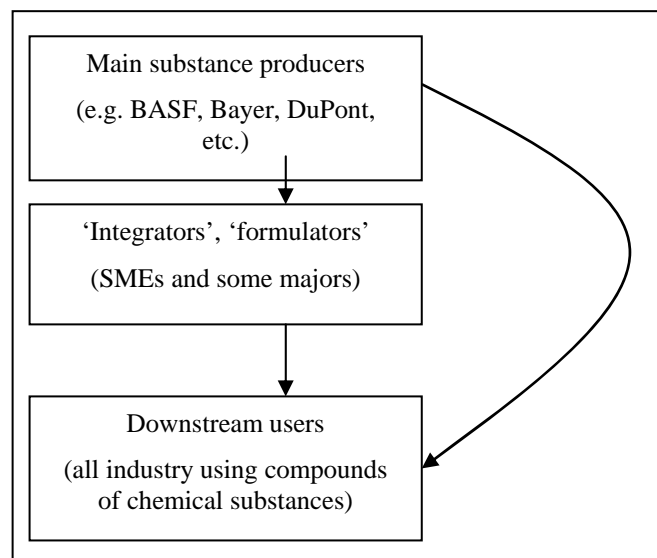 Main substance producers
(e.g. BASF, Bayer, DuPont,
etc.)
‘Integrators’, ‘formulators’
(SMEs and some majors)
Downstream users
(all industry using compounds
of chemical substances)